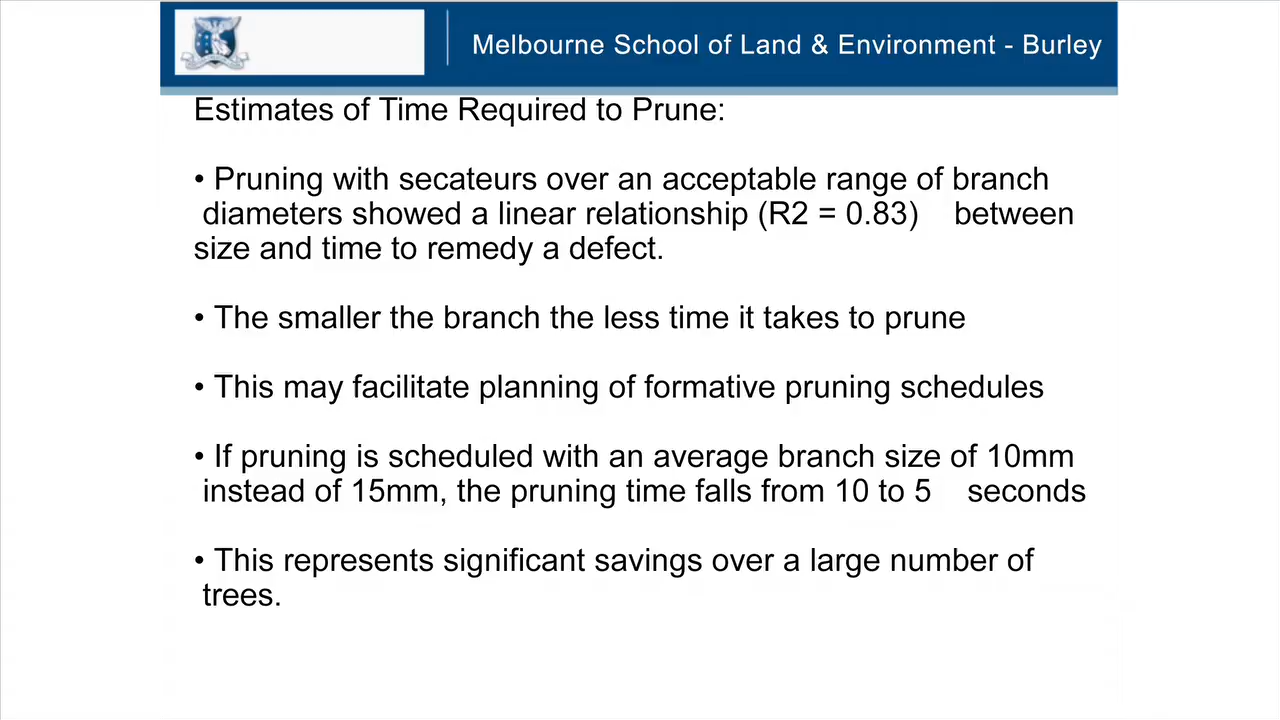 Melbourne School of Land & Environment - Burley
Estimates of Time Required to Prune:
• Pruning with secateurs over an acceptable range of branch
diameters showed a linear relationship (R2 = 0.83) between
size and time to remedy a defect.
• The smaller the branch the less time it takes to prune
• This may facilitate planning of formative pruning schedules
• If pruning is scheduled with an average branch size of 10mm
instead of 15mm, the pruning time falls from 10 to 5 seconds
• This represents significant savings over a large number of
trees.